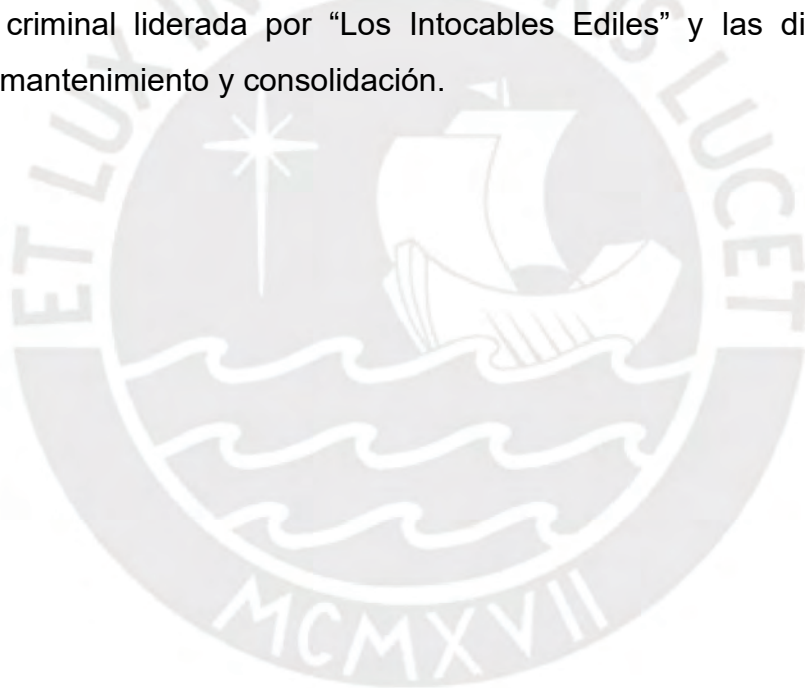 criminal liderada por “Los Intocables Ediles” y las di
mantenimiento y consolidación.
ET LUX IN TENEBRIS LUCET
MCMXVII